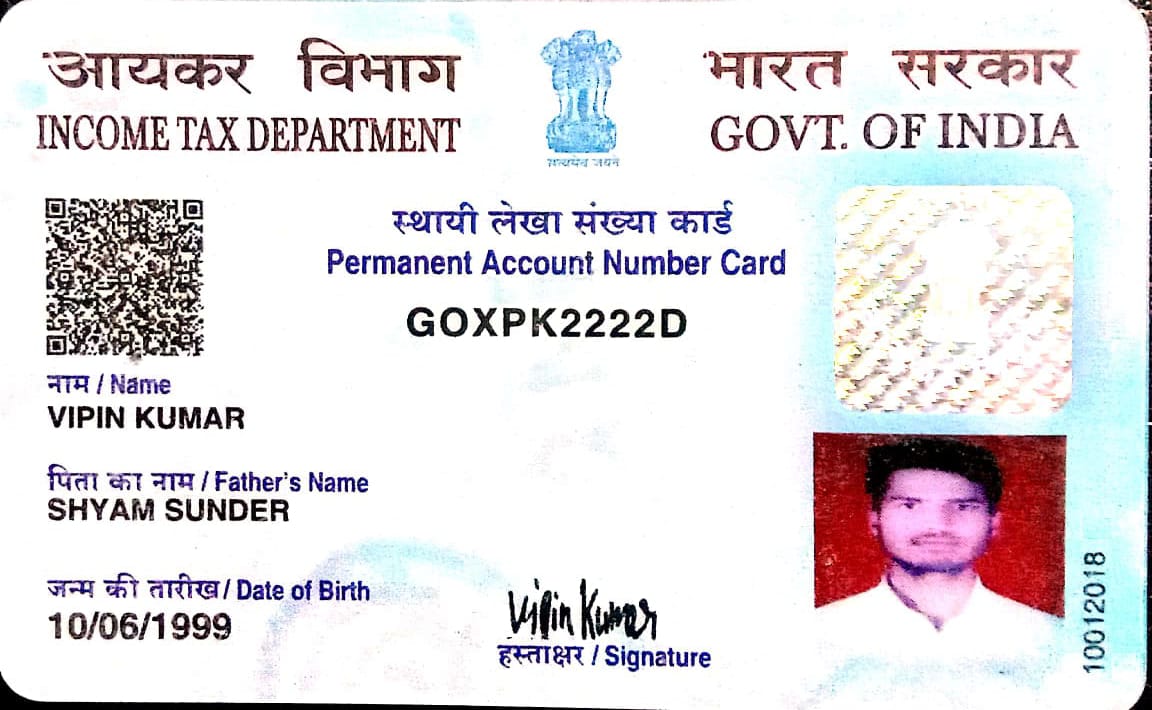 आयकर विभाग
INCOME TAX DEPARTMENT
सत्यमेव जयते
भारत सरकार
GOVT. OF INDIA
स्थायी लेखा संख्या कार्ड
Permanent Account Number Card
GOXPK2222D
नाम / Name
VIPIN KUMAR
पिता का नाम / Father's Name
SHYAM SUNDER
जन्म की तारीख / Date of Birth
10/06/1999
Vipin Kumar
हस्ताक्षर / Signature
10012018